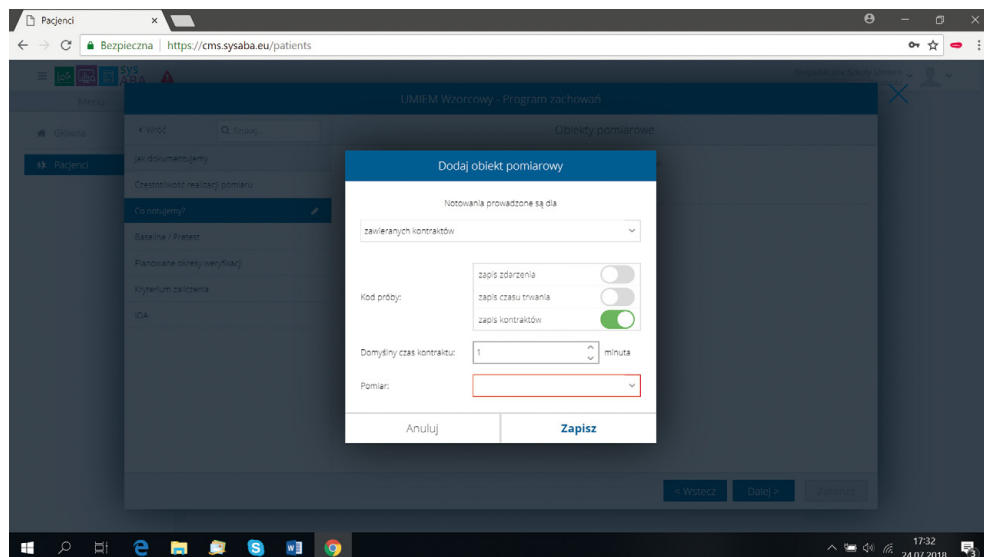 Pacjenci
Bezpieczna | https://cms.sysaba.eu/patients
sys
ABA
Menu
UMIEM Wzorcowy - Program zachowań
Główna
< Wróć
Szukaj...
Obiekty pomiarowe
Pacjenci
Jak dokumentujemy
Częstotliwość realizacji pomiaru
Co notujemy?
Baseline / Pretest
Planowane okresy weryfikacji
Kryterium zaliczenia
IOA
Dodaj obiekt pomiarowy
Notowania prowadzone są dla
zawieranych kontraktów
Kod próby:
zapis zdarzenia
zapis czasu trwania
zapis kontraktów
Domyślny czas kontraktu:
1
minuta
Pomiar:
Anuluj
Zapisz
< Wstecz
Dalej >
17:32
24.07.2018